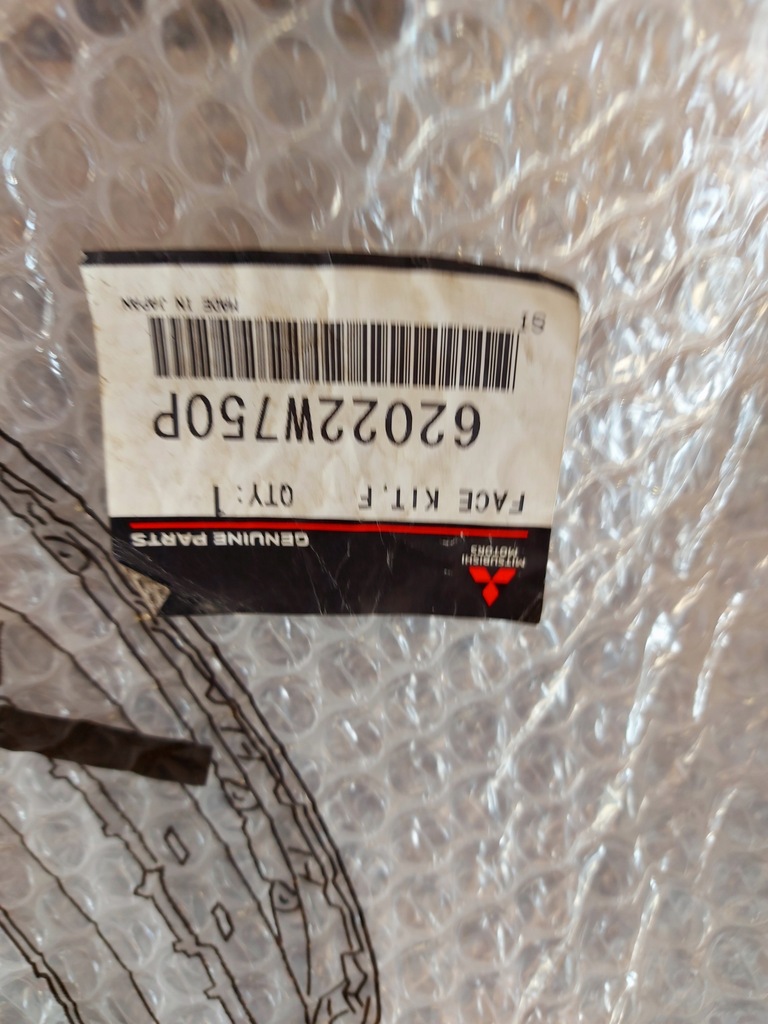 MITSUBISHI
MOTORS
GENUINE PARTS
FACE KIT.F QTY: 1
62022W750P
MADE IN JAPAN